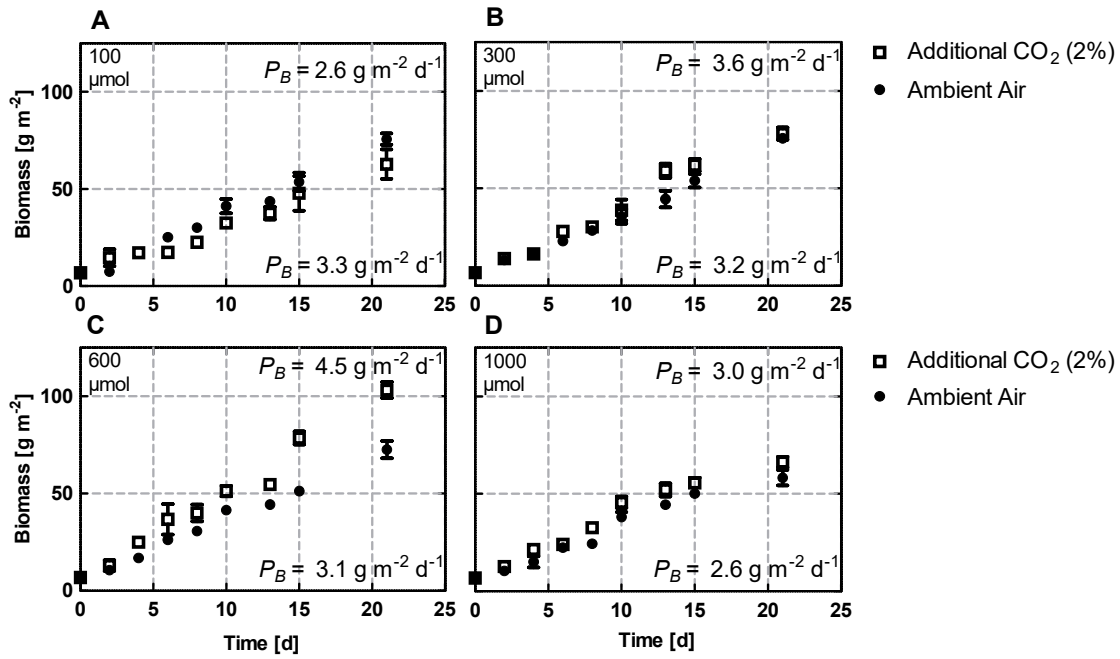 A
B
100
μmol
P_B = 2.6 g m⁻² d⁻¹
300
μmol
P_B = 3.6 g m⁻² d⁻¹
Additional CO₂ (2%)
Ambient Air
100
50
0
Biomass [g m⁻²]
P_B = 3.3 g m⁻² d⁻¹
P_B = 3.2 g m⁻² d⁻¹
0 5 10 15 20 25
0 5 10 15 20 25
C
D
600
μmol
P_B = 4.5 g m⁻² d⁻¹
1000
μmol
P_B = 3.0 g m⁻² d⁻¹
Additional CO₂ (2%)
Ambient Air
100
50
0
Biomass [g m⁻²]
P_B = 3.1 g m⁻² d⁻¹
P_B = 2.6 g m⁻² d⁻¹
0 5 10 15 20 25
0 5 10 15 20 25
Time [d]
Time [d]